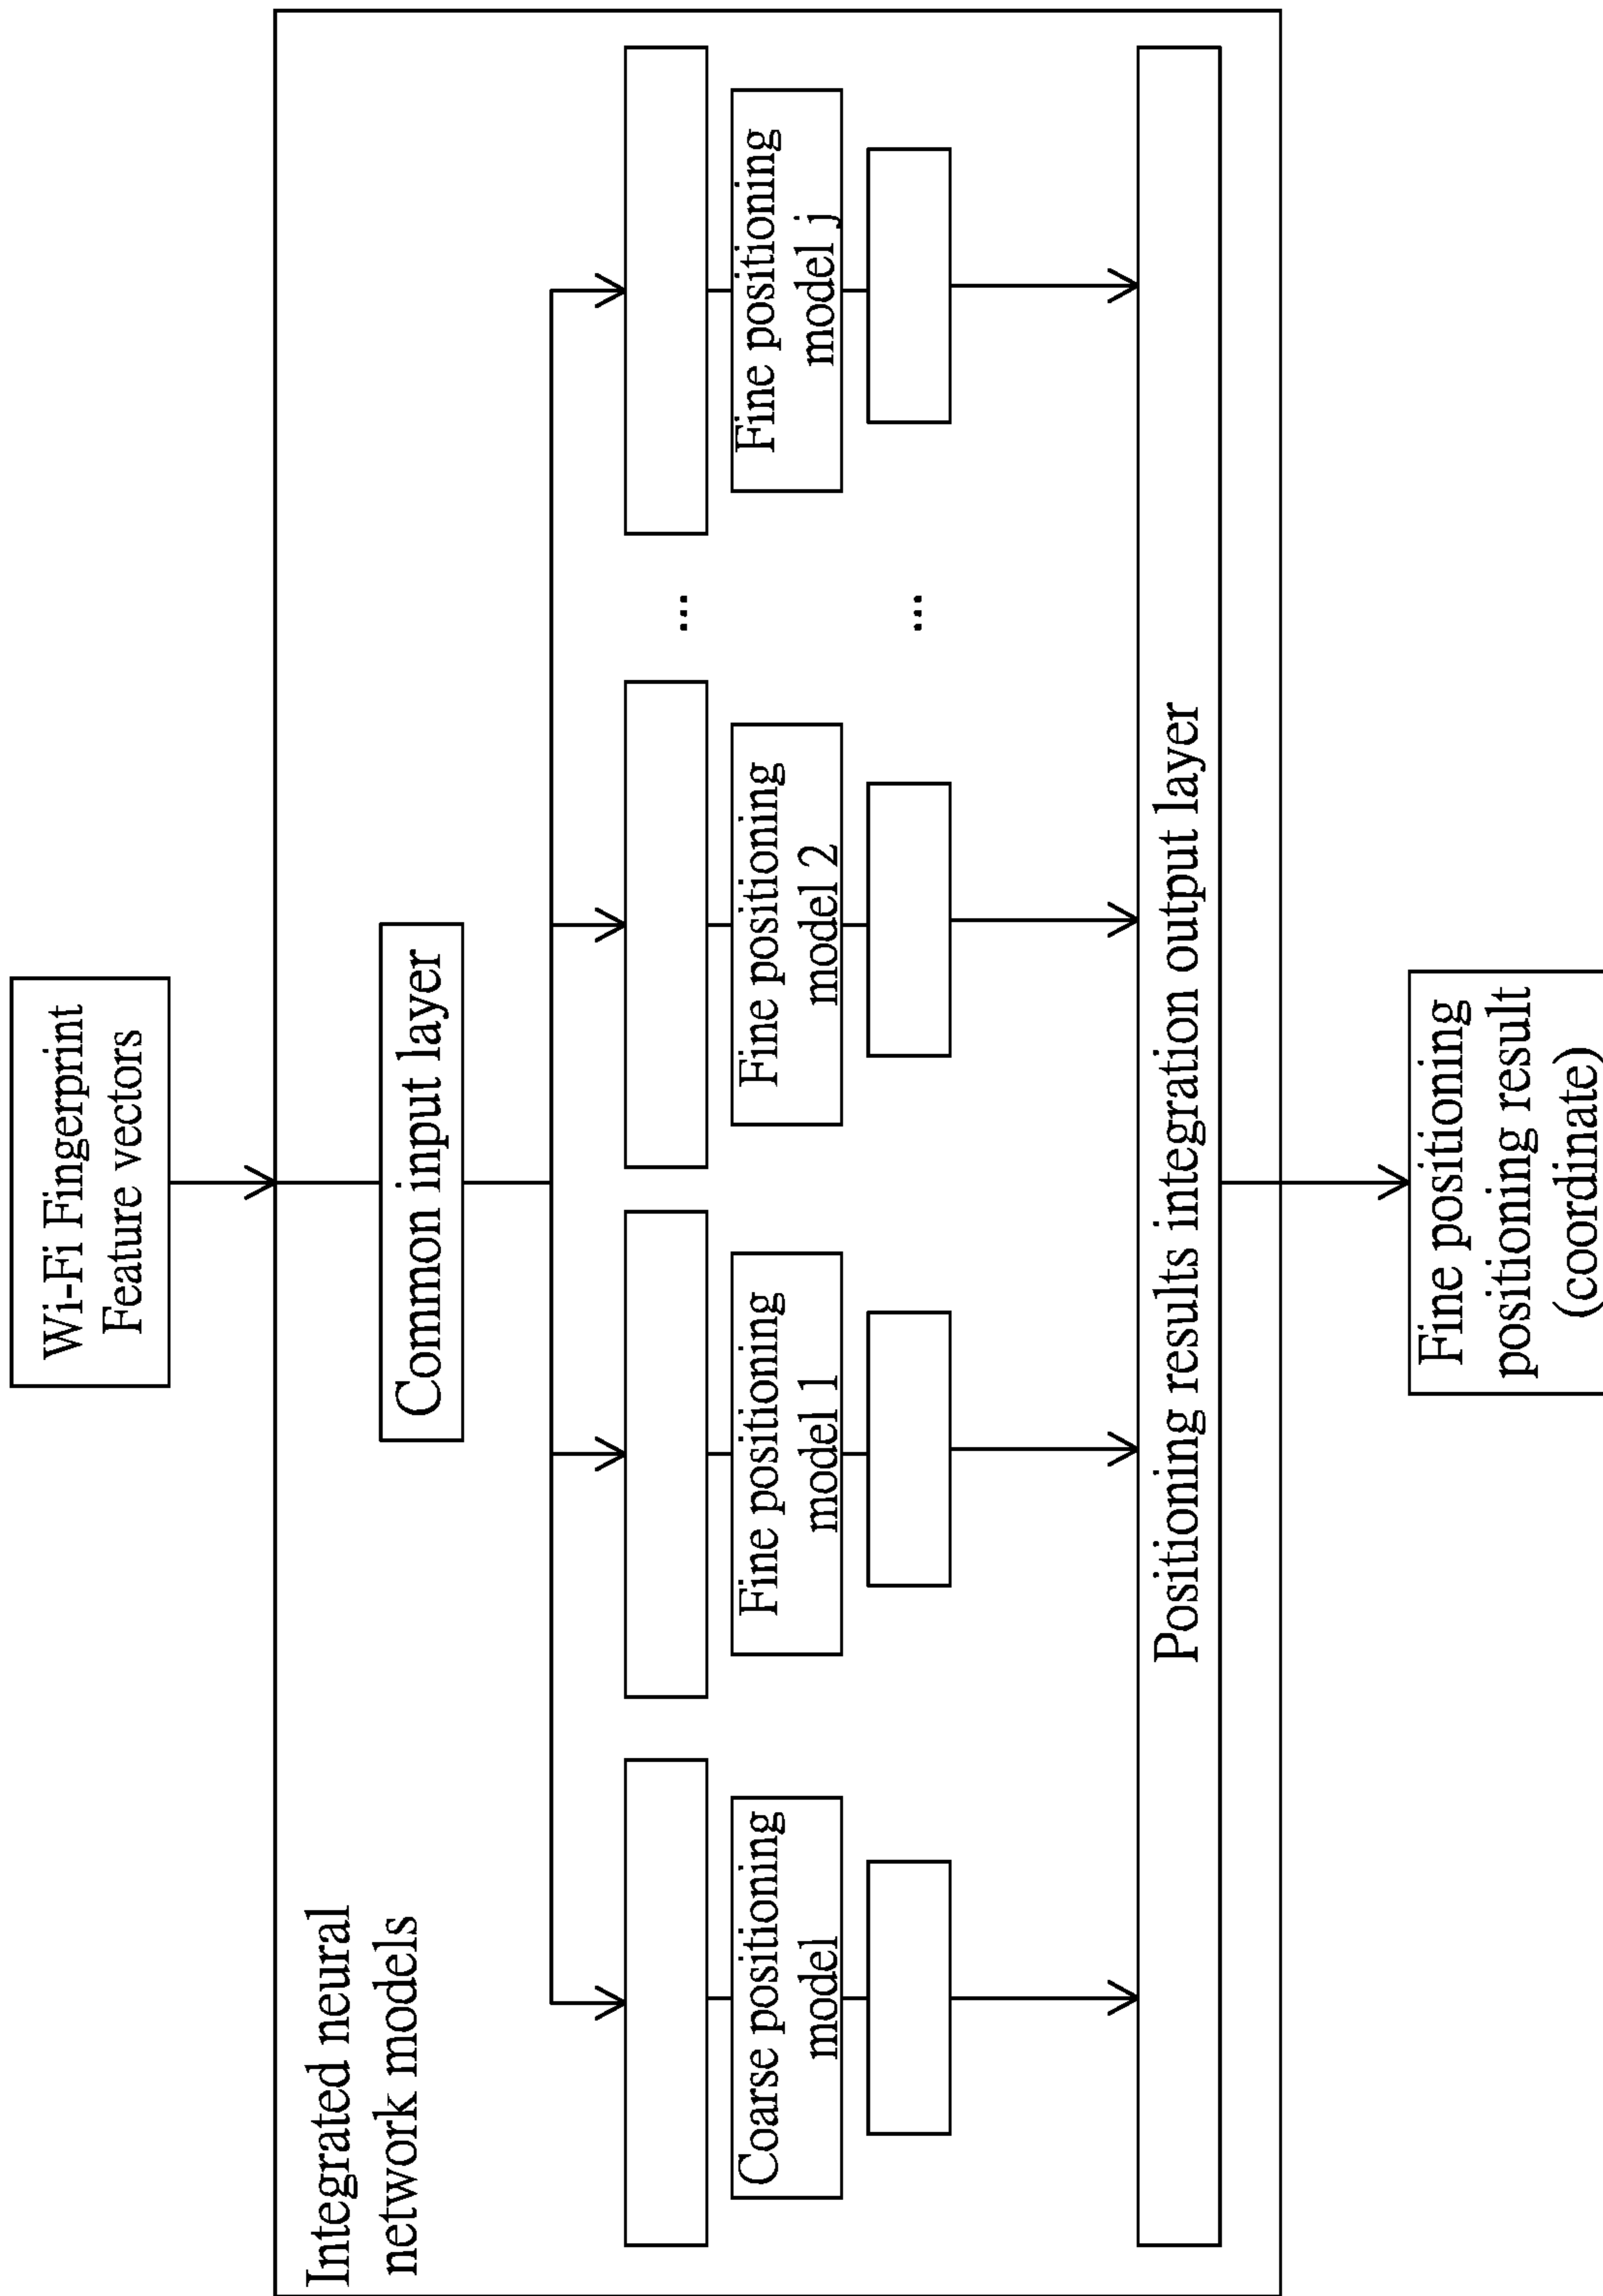 Wi-Fi Fingerprint
Feature vectors
Integrated neural
network models
Common input layer
Coarse positioning
model
Fine positioning
model 1
Fine positioning
model 2
...
Fine positioning
model j
...
Positioning results integration output layer
Fine positioning
positioning result
(coordinate)